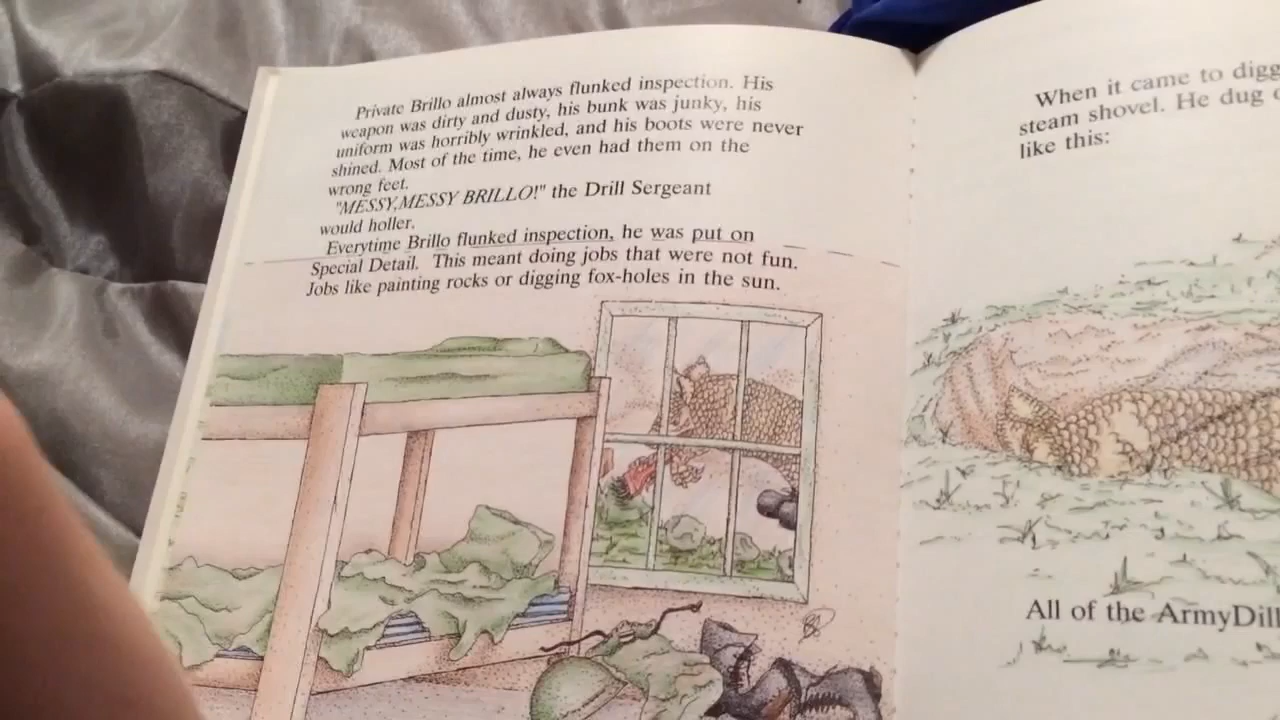 Private Brillo almost always flunked inspection. His
weapon was dirty and dusty, his bunk was junky, his
uniform was horribly wrinkled, and his boots were never
shined. Most of the time, he even had them on the
wrong feet.
"MESSY,MESSY BRILLO!" the Drill Sergeant
would holler.
Everytime Brillo flunked inspection, he was put on
Special Detail. This meant doing jobs that were not fun.
Jobs like painting rocks or digging fox-holes in the sun.
When it came to digg
steam shovel. He dug
like this:
All of the ArmyDill